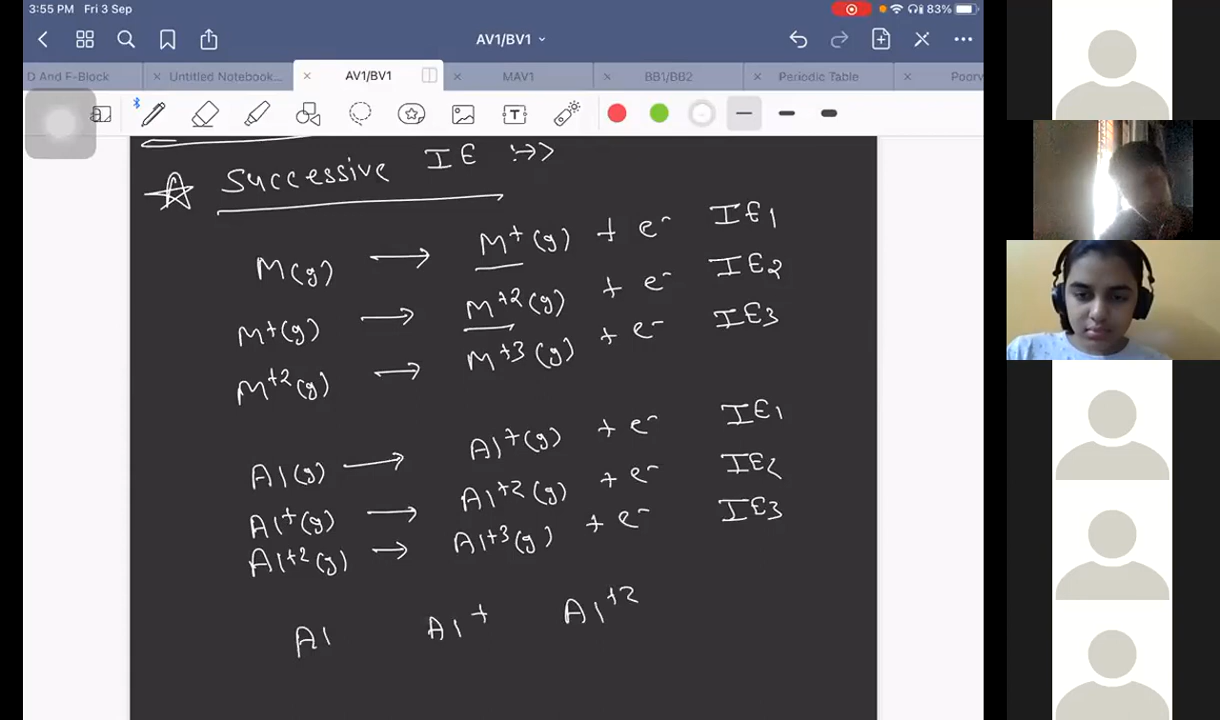 3:55 PM Fri 3 Sep 83%
AV1/BV1
D And F-Block Untitled Notebook... AV1/BV1 MAV1 BB1/BB2 Periodic Table Poorv
Successive IE :->>
M(g) → M+(g) + e- IE1
M+(g) → M+2(g) + e- IE2
M+2(g) → M+3(g) + e- IE3
Al(g) → Al+(g) + e- IE1
Al+(g) → Al+2(g) + e- IE2
Al+2(g) → Al+3(g) + e- IE3
Al Al+ Al+2